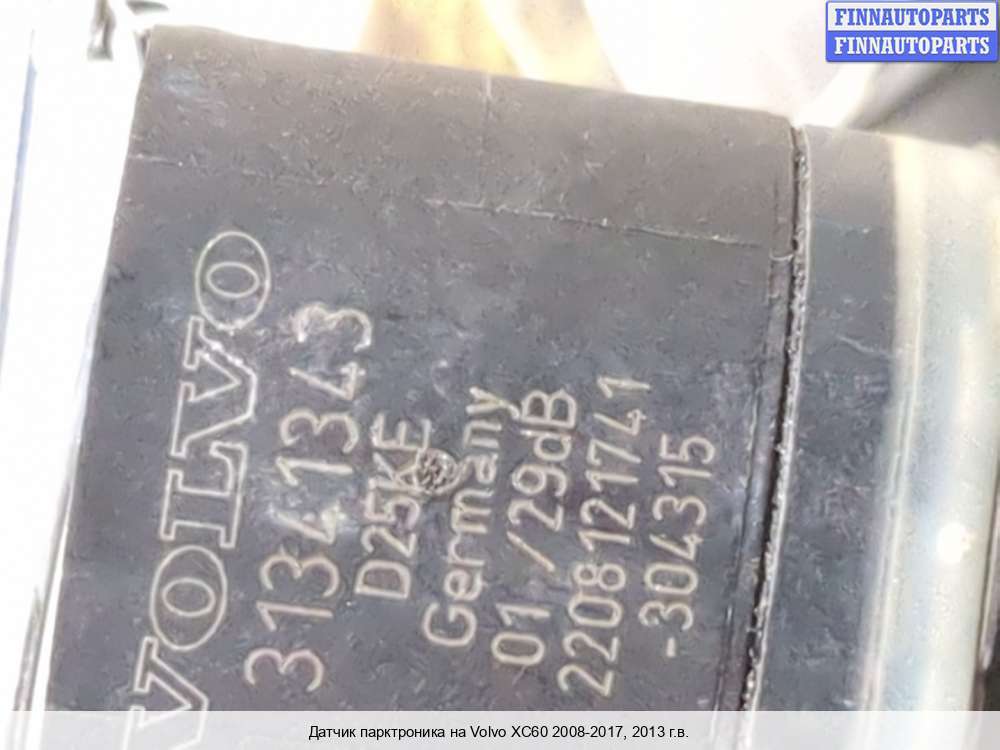 FINNAUTOPARTS
FINNAUTOPARTS
VOLVO
31341343
D25KE
Germany
01/29dB
2208121741
-304315
Датчик парктроника на Volvo XC60 2008-2017, 2013 г.в.